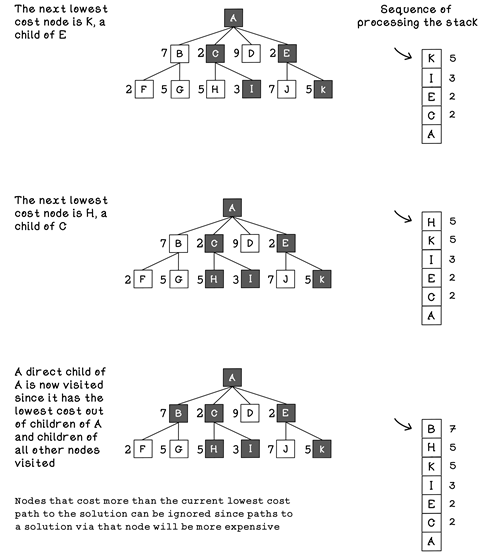 The next lowest
cost node is K, a
child of E
Sequence of
processing the stack
A
7 B 2 C 9 D 2 E
2 F 5 G 5 H 3 I 7 J 5 K
K 5
I 3
E 2
C 2
A
The next lowest
cost node is H, a
child of C
A
7 B 2 C 9 D 2 E
2 F 5 G 5 H 3 I 7 J 5 K
H 5
K 5
I 3
E 2
C 2
A
A direct child of
A is now visited
since it has the
lowest cost out
of children of A
and children of
all other nodes
visited
A
7 B 2 C 9 D 2 E
2 F 5 G 5 H 3 I 7 J 5 K
B 7
H 5
K 5
I 3
E 2
C 2
A
Nodes that cost more than the current lowest cost
path to the solution can be ignored since paths to
a solution via that node will be more expensive